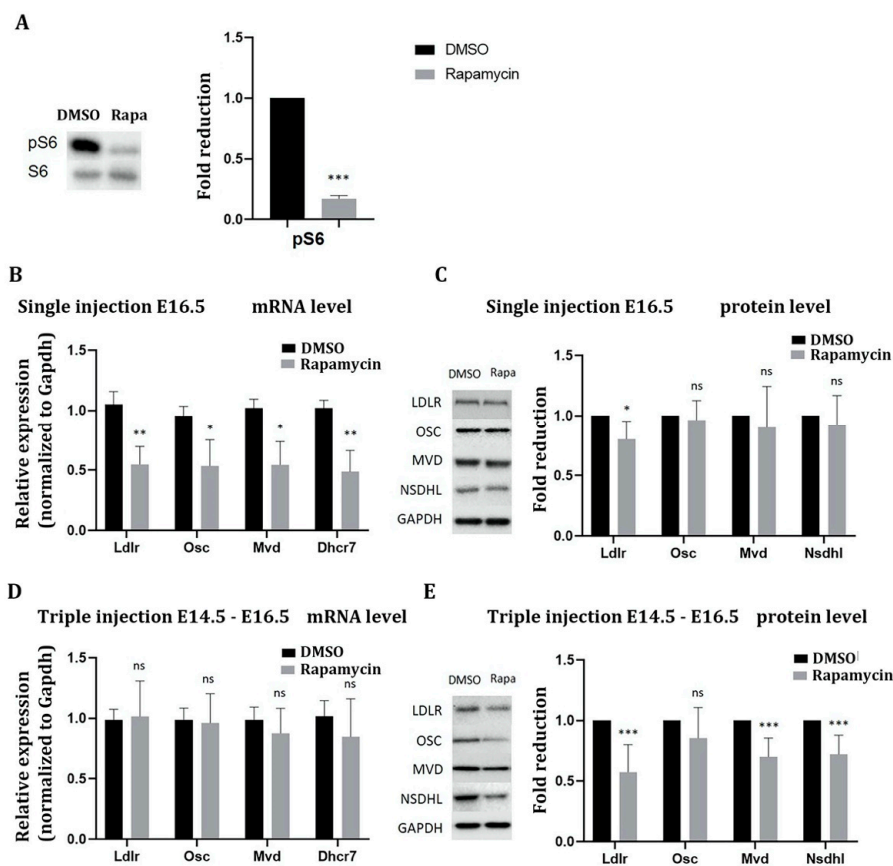 A
DMSO
Rapamycin
DMSO Rapa
pS6
S6
Fold reduction
1.5
1.0
0.5
0.0
***
pS6
B
Single injection E16.5 mRNA level
DMSO
Rapamycin
Relative expression
(normalized to Gapdh)
1.5
1.0
0.5
0.0
** * * **
Ldlr Osc Mvd Dhcr7
C
Single injection E16.5 protein level
DMSO
Rapamycin
DMSO Rapa
LDLR
OSC
MVD
NSDHL
GAPDH
Fold reduction
1.5
1.0
0.5
0.0
* ns ns ns
Ldlr Osc Mvd Nsdhl
D
Triple injection E14.5 - E16.5 mRNA level
DMSO
Rapamycin
Relative expression
(normalized to Gapdh)
1.5
1.0
0.5
0.0
ns ns ns ns
Ldlr Osc Mvd Dhcr7
E
Triple injection E14.5 - E16.5 protein level
DMSO
Rapamycin
DMSO Rapa
LDLR
OSC
MVD
NSDHL
GAPDH
Fold reduction
1.5
1.0
0.5
0.0
*** ns *** ***
Ldlr Osc Mvd Nsdhl